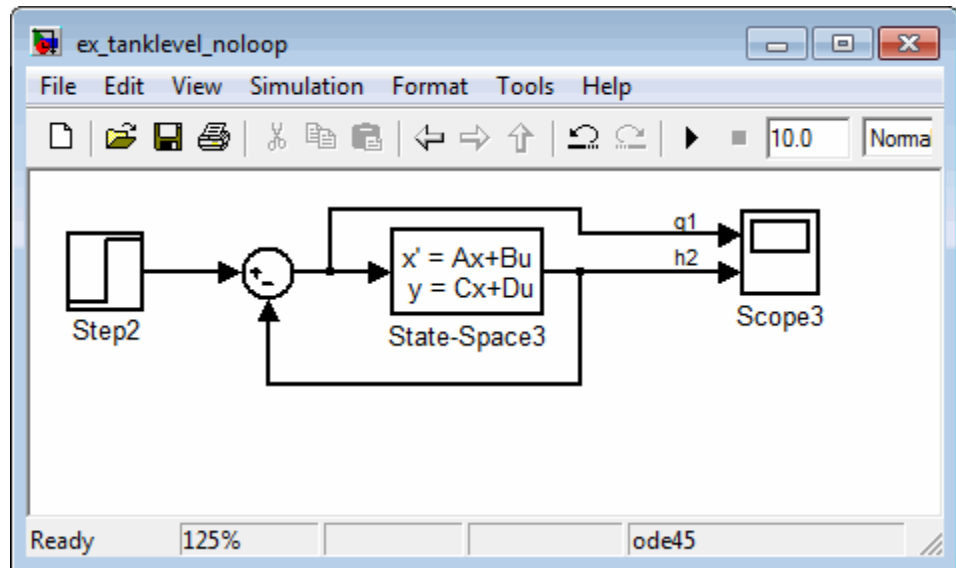 ex_tanklevel_noloop
File Edit View Simulation Format Tools Help
10.0 Norma
q1
h2
x' = Ax+Bu
y = Cx+Du
Step2
State-Space3
Scope3
Ready 125% ode45